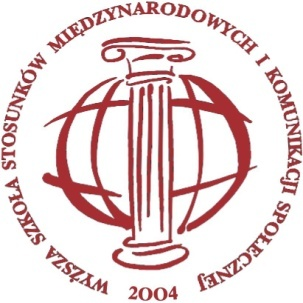 WYŻSZA SZKOŁA STOSUNKÓW MIĘDZYNARODOWYCH I KOMUNIKACJI SPOŁECZNEJ
2004